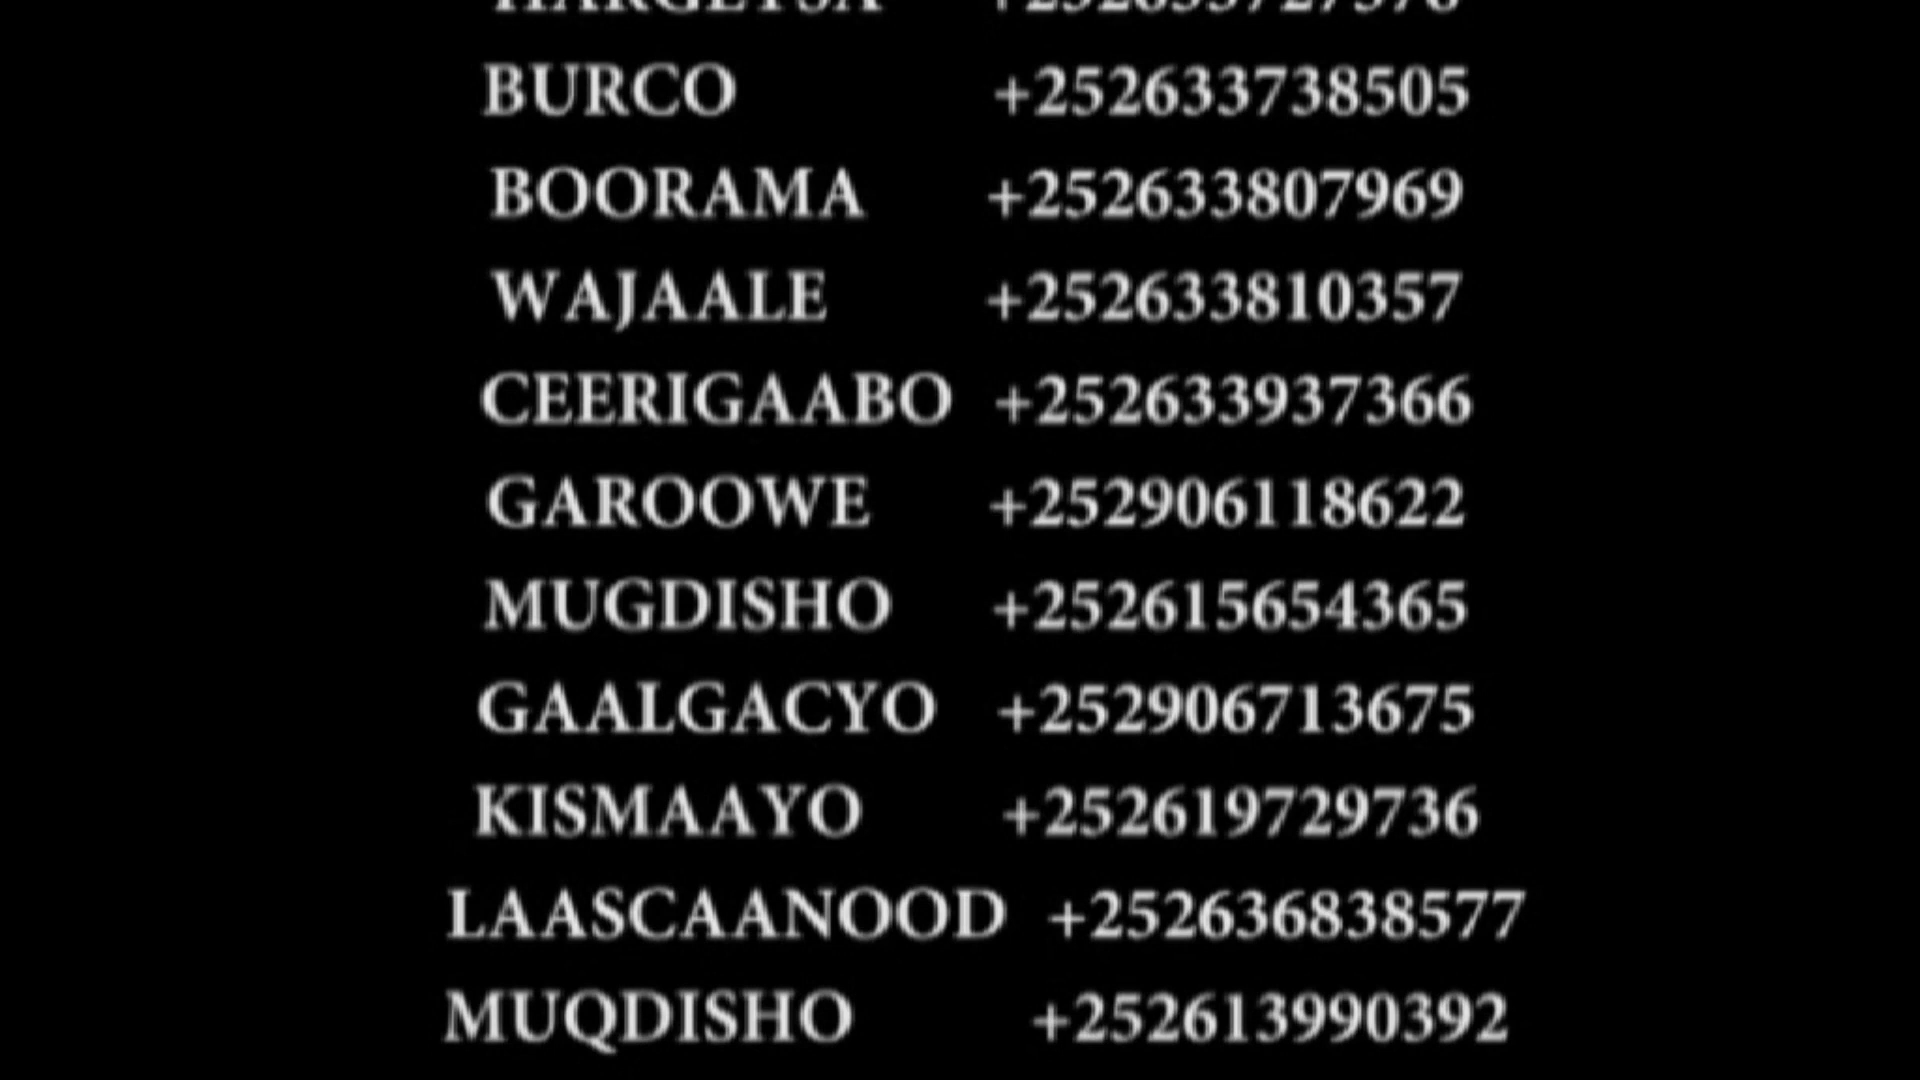 HARGEYSA
BURCO +252633738505
BOORAMA +252633807969
WAJAALE +252633810357
CEERIGAABO +252633937366
GAROOWE +252906118622
MUGDISHO +252615654365
GAALGACYO +252906713675
KISMAAYO +252619729736
LAASCAANOOD +252636838577
MUQDISHO +252613990392